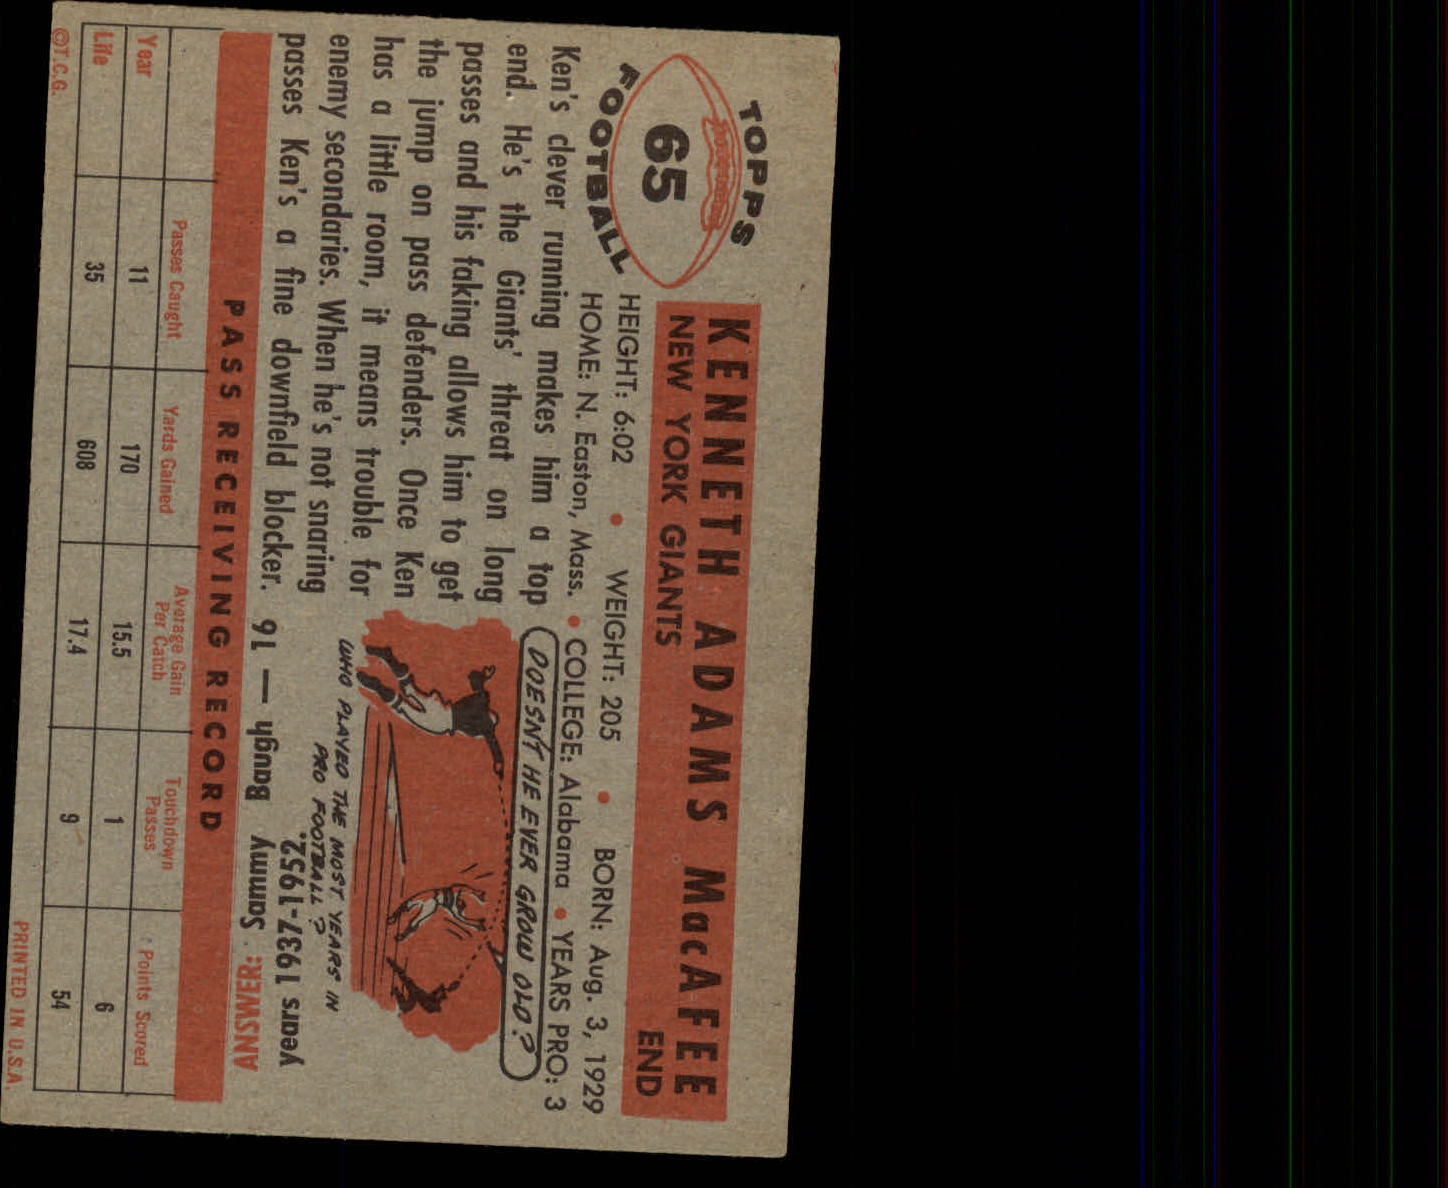 TOPPS
65
FOOTBALL
KENNETH ADAMS MacAFEE
NEW YORK GIANTS END
HEIGHT: 6:02 • WEIGHT: 205 • BORN: Aug. 3, 1929
HOME: N. Easton, Mass. • COLLEGE: Alabama • YEARS PRO: 3
Ken's clever running makes him a top
end. He's the Giants' threat on long
passes and his faking allows him to get
the jump on pass defenders. Once Ken
has a little room, it means trouble for
enemy secondaries. When he's not snaring
passes Ken's a fine downfield blocker.
DOESN'T HE EVER GROW OLD?
WHO PLAYED THE MOST YEARS IN
PRO FOOTBALL?
ANSWER: Sammy Baugh — 16
years 1937-1952.
PASS RECEIVING RECORD
Passes Caught Yards Gained Average Gain Per Catch Touchdown Passes Points Scored
Year 11 170 15.5 1 6
Life 35 608 17.4 9 54
©T.C.G. PRINTED IN U.S.A.